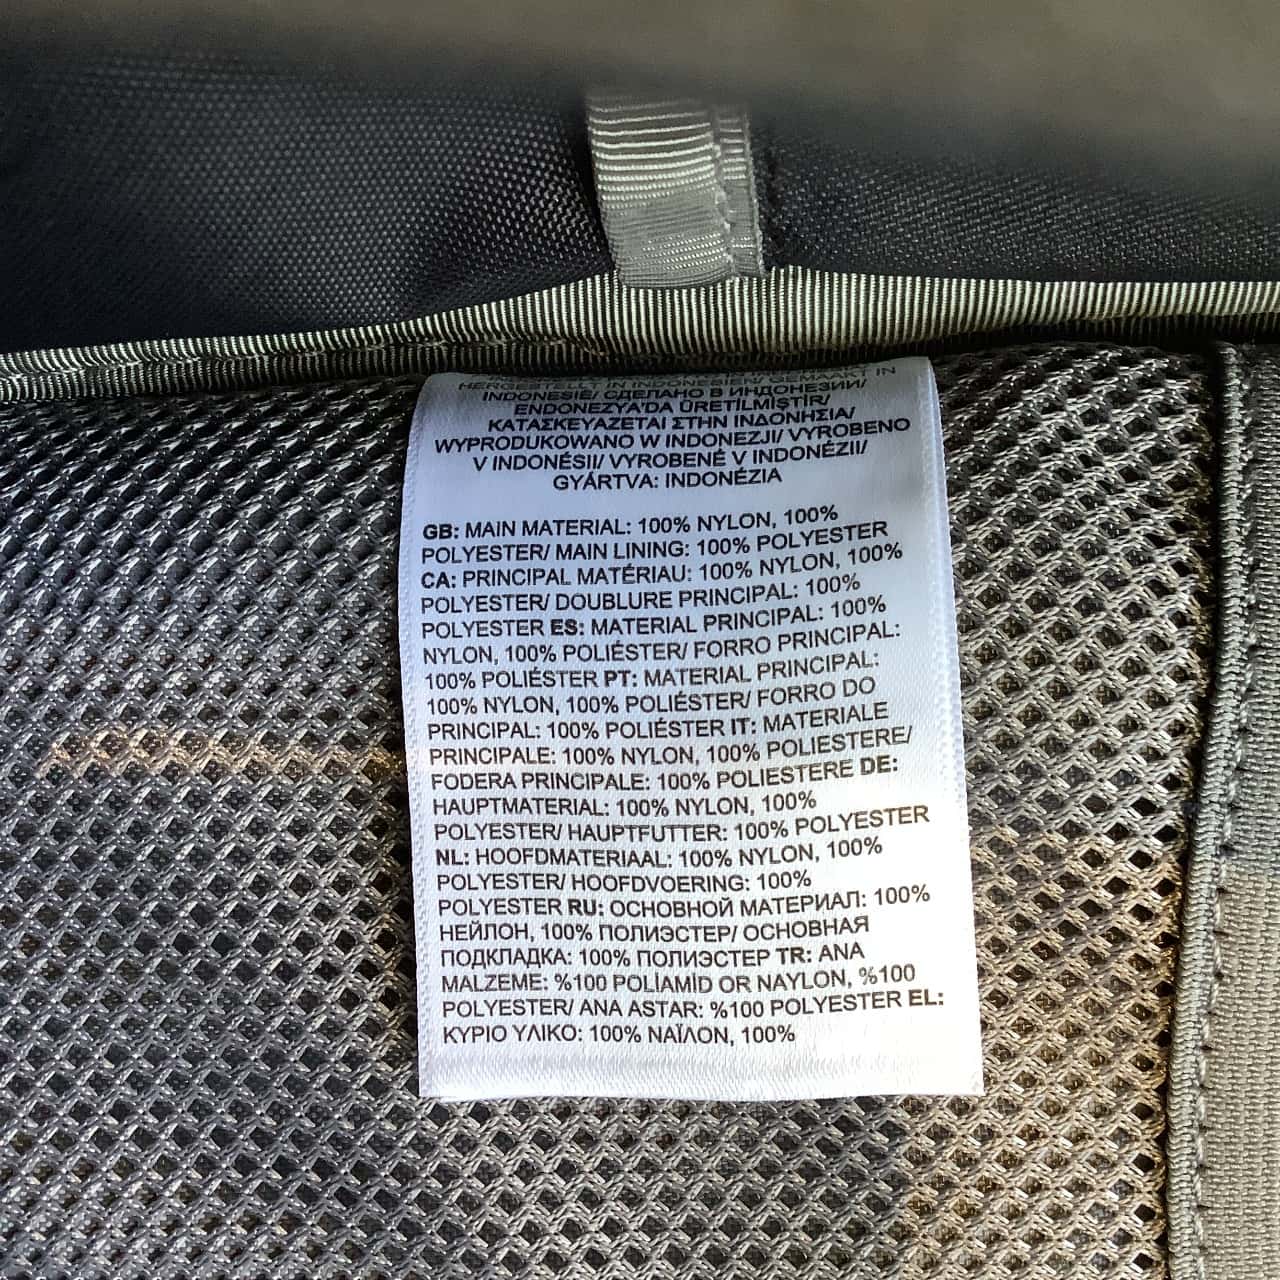 HERGESTELLT IN INDONESIEN/ GEMAAKT IN
INDONESIË/ СДЕЛАНО В ИНДОНЕЗИИ/
ENDONEZYA'DA ÜRETİLMİŞTİR/
ΚΑΤΑΣΚΕΥΑΖΕΤΑΙ ΣΤΗΝ ΙΝΔΟΝΗΣΙΑ/
WYPRODUKOWANO W INDONEZJI/ VYROBENO
V INDONÉSII/ VYROBENÉ V INDONÉZII/
GYÁRTVA: INDONÉZIA
GB: MAIN MATERIAL: 100% NYLON, 100%
POLYESTER/ MAIN LINING: 100% POLYESTER
CA: PRINCIPAL MATÉRIAU: 100% NYLON, 100%
POLYESTER/ DOUBLURE PRINCIPAL: 100%
POLYESTER ES: MATERIAL PRINCIPAL: 100%
NYLON, 100% POLIÉSTER/ FORRO PRINCIPAL:
100% POLIÉSTER PT: MATERIAL PRINCIPAL:
100% NYLON, 100% POLIÉSTER/ FORRO DO
PRINCIPAL: 100% POLIÉSTER IT: MATERIALE
PRINCIPALE: 100% NYLON, 100% POLIESTERE/
FODERA PRINCIPALE: 100% POLIESTERE DE:
HAUPTMATERIAL: 100% NYLON, 100%
POLYESTER/ HAUPTFUTTER: 100% POLYESTER
NL: HOOFDMATERIAAL: 100% NYLON, 100%
POLYESTER/ HOOFDVOERING: 100%
POLYESTER RU: ОСНОВНОЙ МАТЕРИАЛ: 100%
НЕЙЛОН, 100% ПОЛИЭСТЕР/ ОСНОВНАЯ
ПОДКЛАДКА: 100% ПОЛИЭСТЕР TR: ANA
MALZEME: %100 POLİAMİD OR NAYLON, %100
POLYESTER/ ANA ASTAR: %100 POLYESTER EL:
ΚΥΡΙΟ ΥΛΙΚΟ: 100% ΝΑΪΛΟΝ, 100%